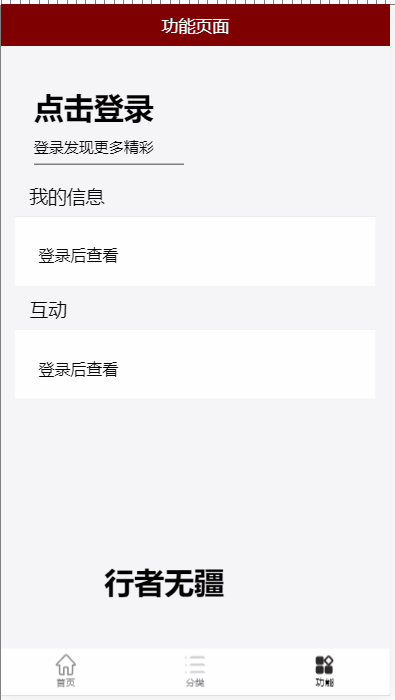 功能页面
点击登录
登录发现更多精彩
我的信息
登录后查看
互动
登录后查看
行者无疆
首页
分类
功能